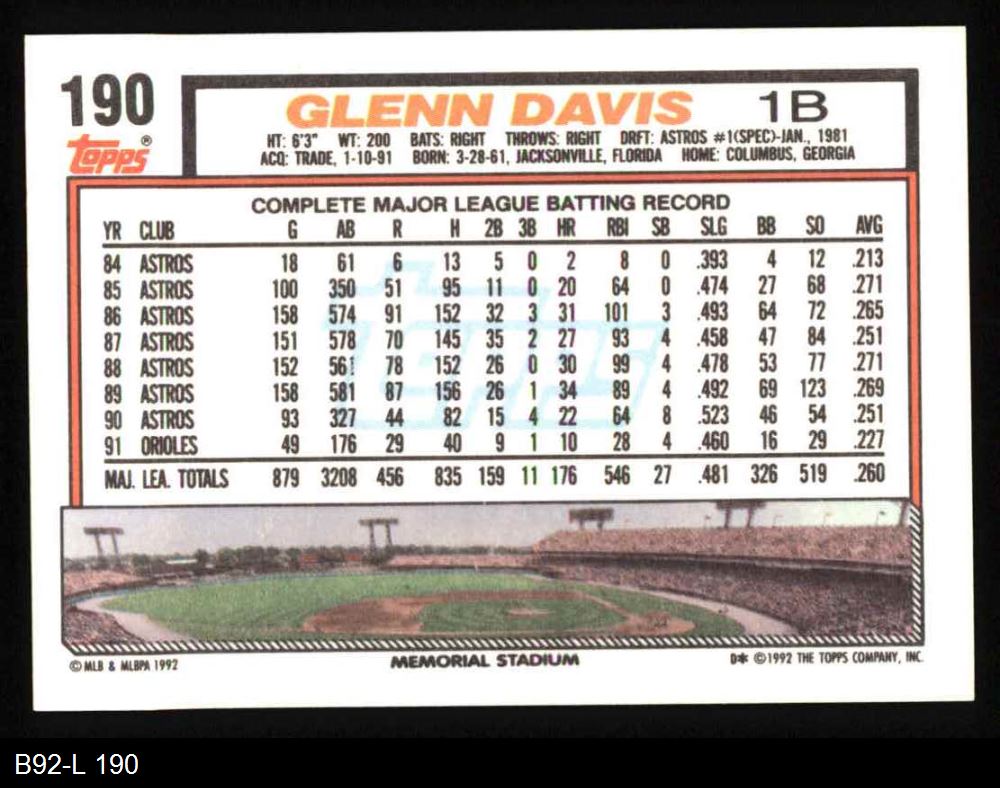 190
Topps®
GLENN DAVIS 1B
HT: 6'3" WT: 200 BATS: RIGHT THROWS: RIGHT DRFT: ASTROS #1(SPEC)-JAN., 1981
ACQ: TRADE, 1-10-91 BORN: 3-28-61, JACKSONVILLE, FLORIDA HOME: COLUMBUS, GEORGIA
COMPLETE MAJOR LEAGUE BATTING RECORD
YR CLUB G AB R H 2B 3B HR RBI SB SLG BB SO AVG
84 ASTROS 18 61 6 13 5 0 2 8 0 .393 4 12 .213
85 ASTROS 100 350 51 95 11 0 20 64 0 .474 27 68 .271
86 ASTROS 158 574 91 152 32 3 31 101 3 .493 64 72 .265
87 ASTROS 151 578 70 145 35 2 27 93 4 .458 47 84 .251
88 ASTROS 152 561 78 152 26 0 30 99 4 .478 53 77 .271
89 ASTROS 158 581 87 156 26 1 34 89 4 .492 69 123 .269
90 ASTROS 93 327 44 82 15 4 22 64 8 .523 46 54 .251
91 ORIOLES 49 176 29 40 9 1 10 28 4 .460 16 29 .227
MAJ. LEA. TOTALS 879 3208 456 835 159 11 176 546 27 .481 326 519 .260
Topps
© MLB & MLBPA 1992 MEMORIAL STADIUM D* ©1992 THE TOPPS COMPANY, INC.
B92-L 190